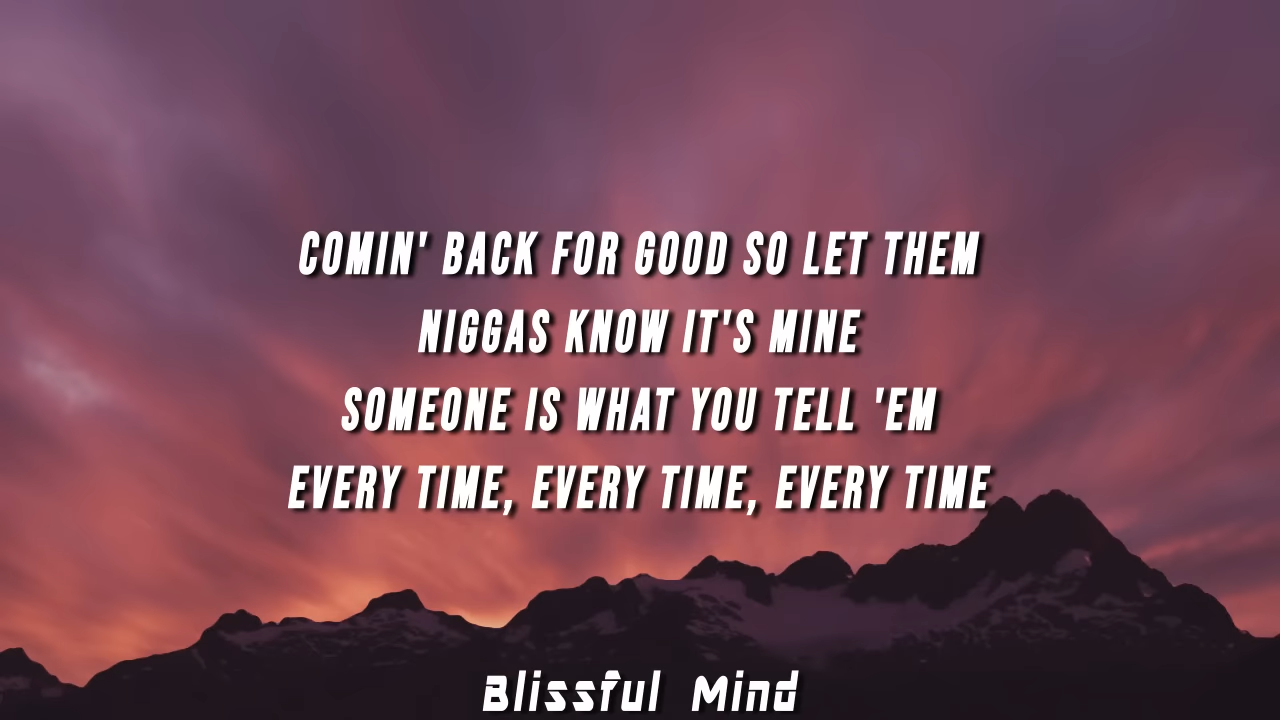 COMIN' BACK FOR GOOD SO LET THEM
NIGGAS KNOW IT'S MINE
SOMEONE IS WHAT YOU TELL 'EM
EVERY TIME, EVERY TIME, EVERY TIME
Blissful Mind